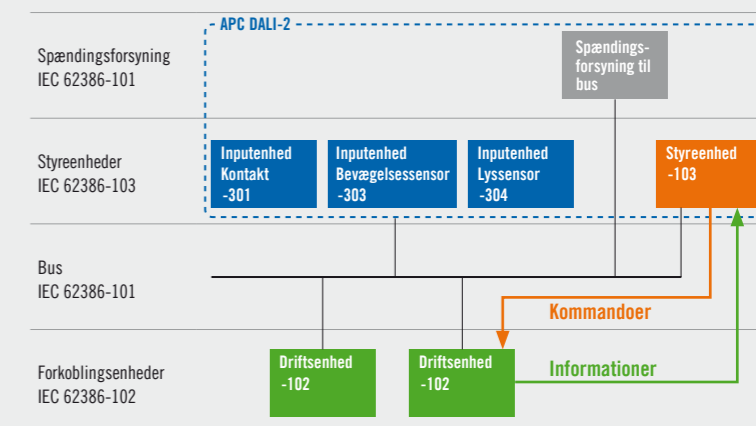 APC DALI-2
Spændingsforsyning
IEC 62386-101
Spændings-
forsyning til
bus
Styreenheder
IEC 62386-103
Inputenhed
Kontakt
-301
Inputenhed
Bevægelsessensor
-303
Inputenhed
Lyssensor
-304
Styreenhed
-103
Bus
IEC 62386-101
Kommandoer
Forkoblingsenheder
IEC 62386-102
Driftsenhed
-102
Driftsenhed
-102
Informationer